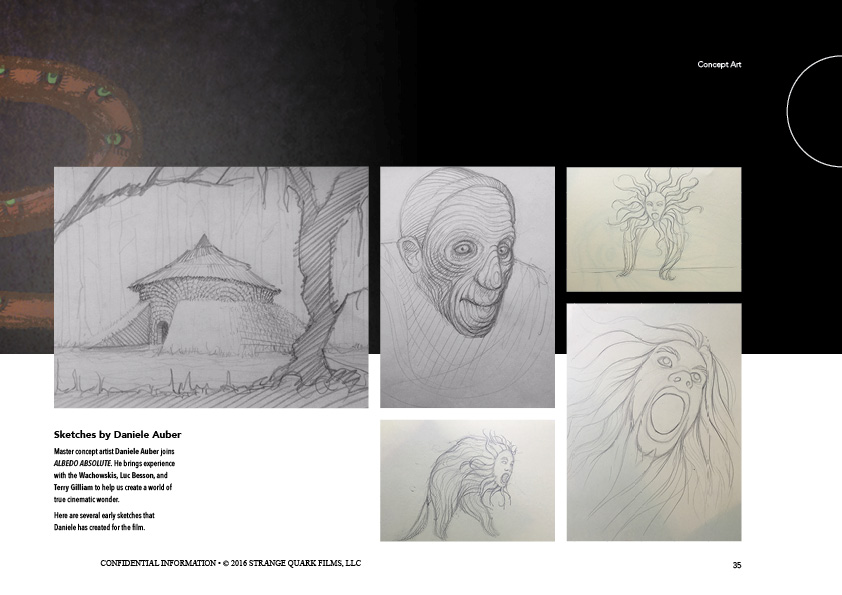 Concept Art
Sketches by Daniele Auber
Master concept artist Daniele Auber joins
ALBEDO ABSOLUTE. He brings experience
with the Wachowskis, Luc Besson, and
Terry Gilliam to help us create a world of
true cinematic wonder.
Here are several early sketches that
Daniele has created for the film.
CONFIDENTIAL INFORMATION • © 2016 STRANGE QUARK FILMS, LLC
35